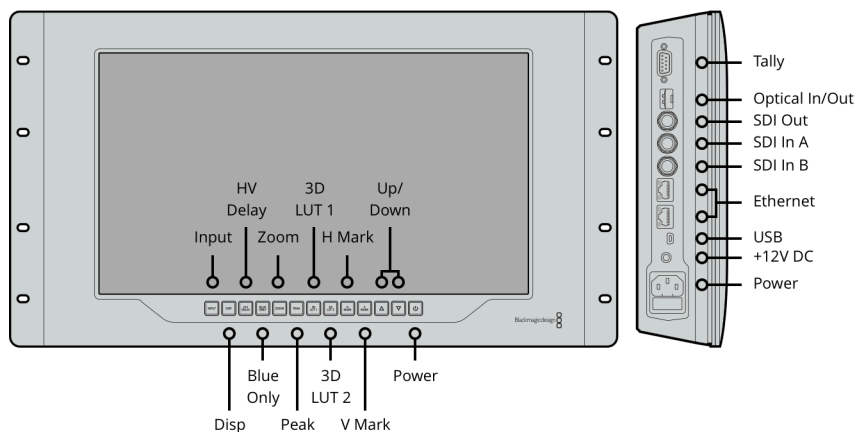 HV
Delay
3D
LUT 1
Up/
Down
Input
Zoom
H Mark
Blackmagicdesign
Disp
Blue
Only
Peak
3D
LUT 2
V Mark
Power
Tally
Optical In/Out
SDI Out
SDI In A
SDI In B
Ethernet
USB
+12V DC
Power